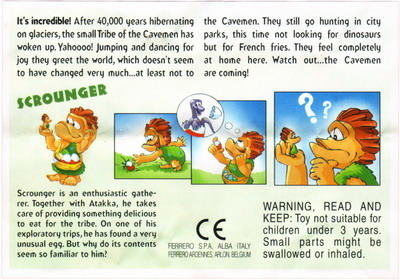 It's incredible! After 40,000 years hibernating
on glaciers, the small Tribe of the Cavemen has
woken up. Yahoooo! Jumping and dancing for
joy they greet the world, which doesn't seem
to have changed very much...at least not to
the Cavemen. They still go hunting in city
parks, this time not looking for dinosaurs
but for French fries. They feel completely
at home here. Watch out...the Cavemen
are coming!
SCROUNGER
? ? ?
Scrounger is an enthusiastic gathe-
rer. Together with Atakka, he takes
care of providing something delicious
to eat for the tribe. On one of his
exploratory trips, he has found a very
unusual egg. But why do its contents
seem so familiar to him?
CE
FERRERO S.P.A. ALBA ITALY
FERRERO ARDENNES, ARLON, BELGIUM
WARNING, READ AND
KEEP: Toy not suitable for
children under 3 years.
Small parts might be
swallowed or inhaled.